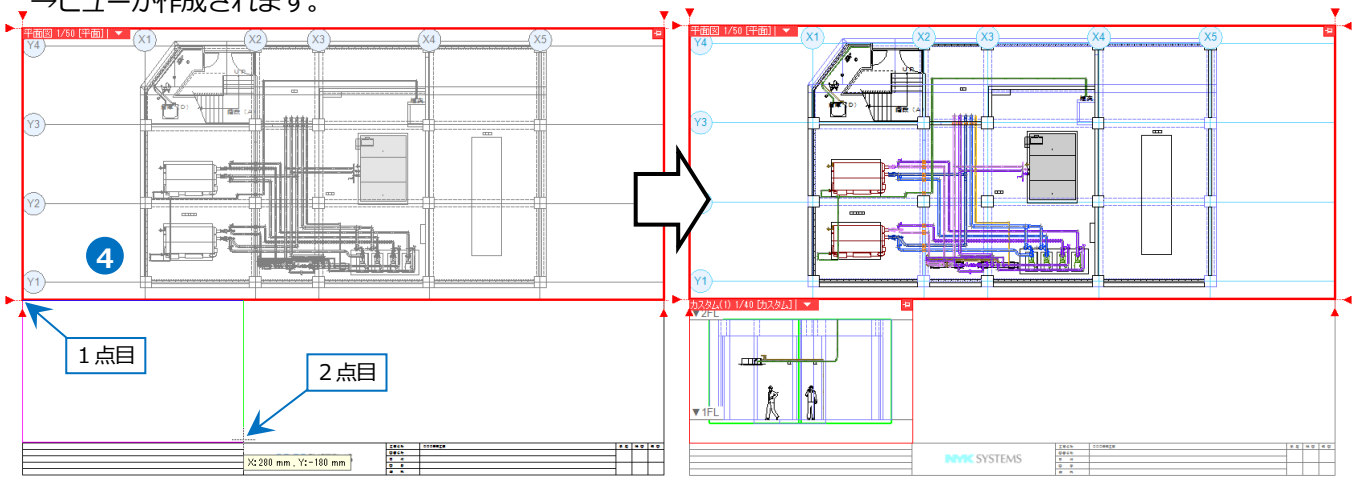 →ビューが作成されます。
平面図 1/50 [平面] ▼
X1 X2 X3 X4 X5
Y4
Y3
Y2
Y1
4
1点目
2点目
X:280 mm , Y:-180 mm
平面図 1/50 [平面] ▼
X1 X2 X3 X4 X5
Y4
Y3
Y1
カスタム(1) 1/40 [カスタム] ▼
▼2FL
▼1FL
NYK SYSTEMS